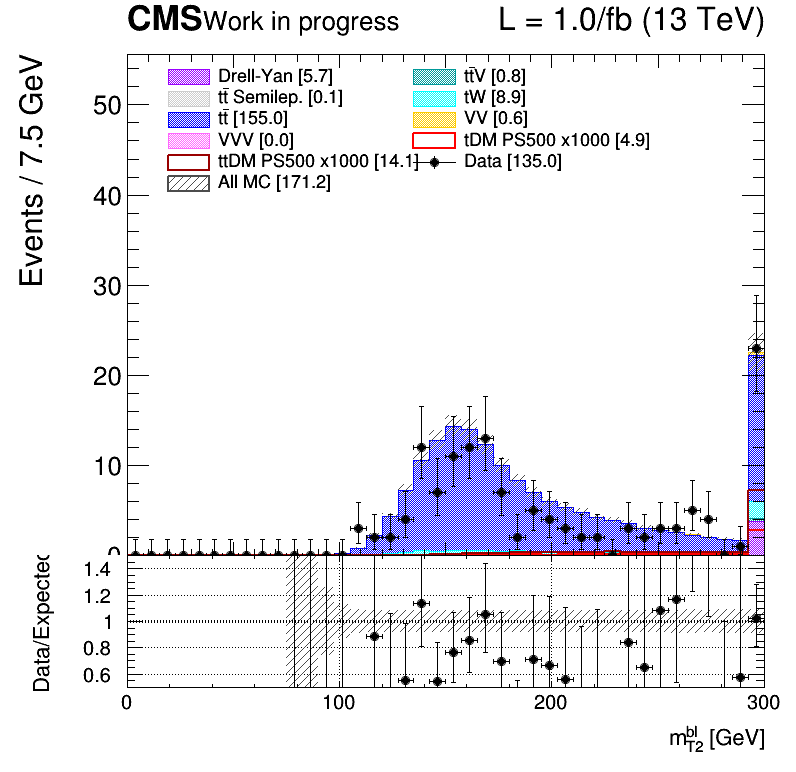 CMS Work in progress L = 1.0/fb (13 TeV)
Events / 7.5 GeV
Drell-Yan [5.7] tt̄V [0.8]
tt̄ Semilep. [0.1] tW [8.9]
tt̄ [155.0] VV [0.6]
VVV [0.0] tDM PS500 x1000 [4.9]
ttDM PS500 x1000 [14.1] Data [135.0]
All MC [171.2]
50
40
30
20
10
0
Data/Expected
1.4
1.2
1
0.8
0.6
0 100 200 300
m_{T2}^{bl} [GeV]